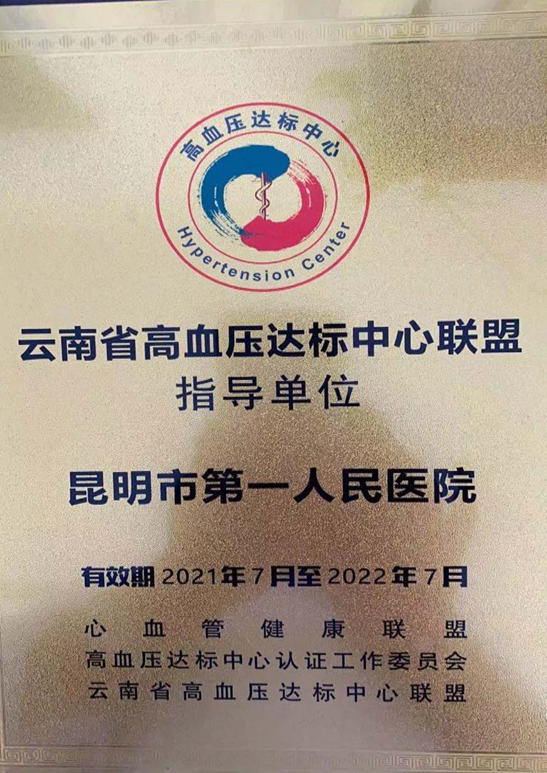 高血压达标中心
Hypertension Center
云南省高血压达标中心联盟
指导单位
昆明市第一人民医院
有效期2021年7月至2022年7月
心血管健康联盟
高血压达标中心认证工作委员会
云南省高血压达标中心联盟